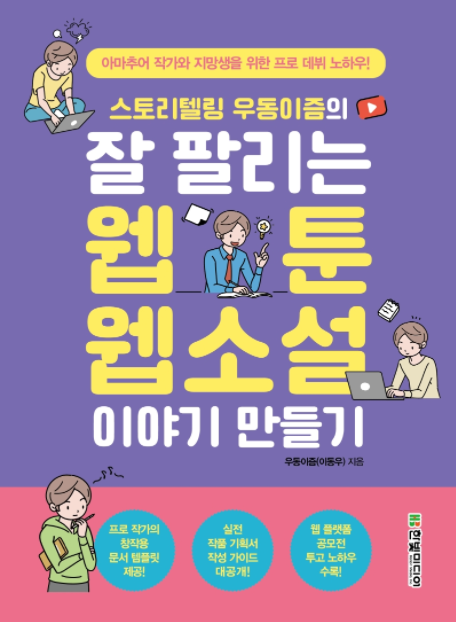 아마추어 작가와 지망생을 위한 프로 데뷔 노하우!
스토리텔링 우동이즘의
잘 팔리는
웹툰
웹소설
이야기 만들기
우동이즘(이동우) 지음
프로 작가의
창작용
문서 템플릿
제공!
실전
작품 기획서
작성 가이드
대공개!
웹 플랫폼
공모전
투고 노하우
수록!
HB 한빛미디어